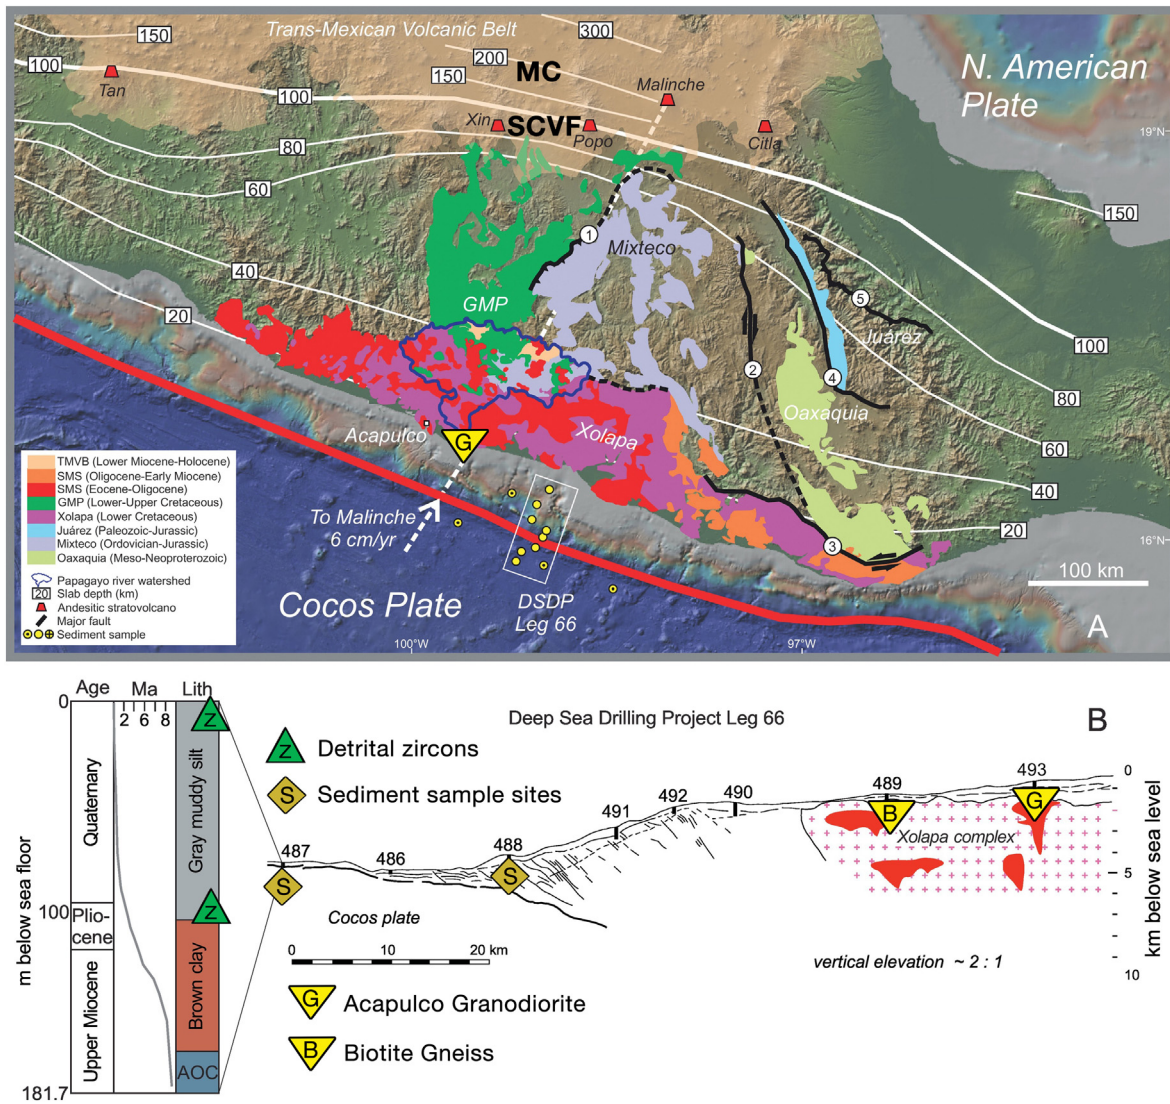 150
Trans-Mexican Volcanic Belt
300
200
MC
N. American
Plate
100
150
Malinche
Tan
100
Xin
SCVF
Popo
Citla
19°N
80
60
150
1
Mixteco
40
GMP
5
20
Juárez
100
2
4
80
Acapulco
G
Xolapa
Oaxaquia
60
TMVB (Lower Miocene-Holocene)
SMS (Oligocene-Early Miocene)
SMS (Eocene-Oligocene)
GMP (Lower-Upper Cretaceous)
Xolapa (Lower Cretaceous)
Juárez (Paleozoic-Jurassic)
Mixteco (Ordovician-Jurassic)
Oaxaquia (Meso-Neoproterozoic)
Papagayo river watershed
20 Slab depth (km)
Andesitic stratovolcano
Major fault
Sediment sample
To Malinche
6 cm/yr
40
20
3
16°N
100 km
Cocos Plate
DSDP
Leg 66
A
100°W
97°W
Age
Ma
Lith
0
2 6 8
4
Z
Deep Sea Drilling Project Leg 66
B
Z Detrital zircons
S Sediment sample sites
Quaternary
Gray muddy silt
m below sea floor
100
Z
Plio-
cene
Upper Miocene
Brown clay
AOC
181.7
487
486
488
491
492
490
489
493
0
S
S
B
G
Xolapa complex
5
km below sea level
10
Cocos plate
0 10 20 km
vertical elevation ~ 2 : 1
G Acapulco Granodiorite
B Biotite Gneiss